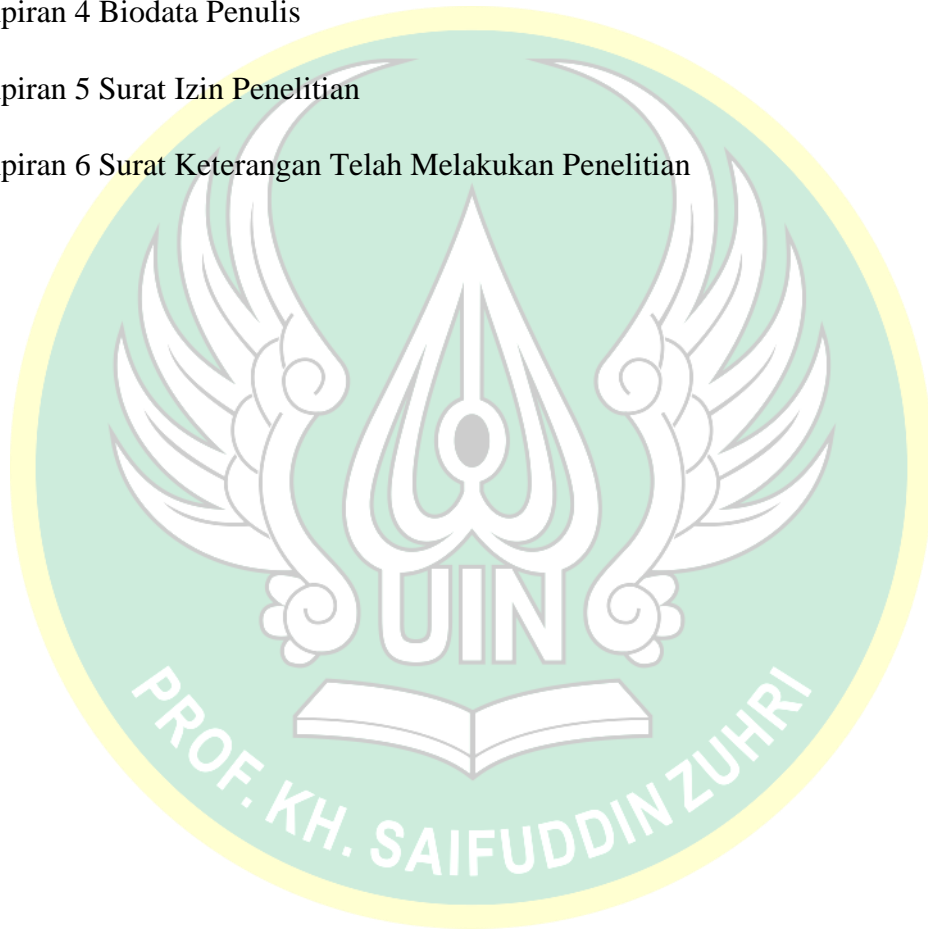 piran 4 Biodata Penulis
piran 5 Surat Izin Penelitian
piran 6 Surat Keterangan Telah Melakukan Penelitian
UIN
PROF. KH. SAIFUDDIN ZUHRI